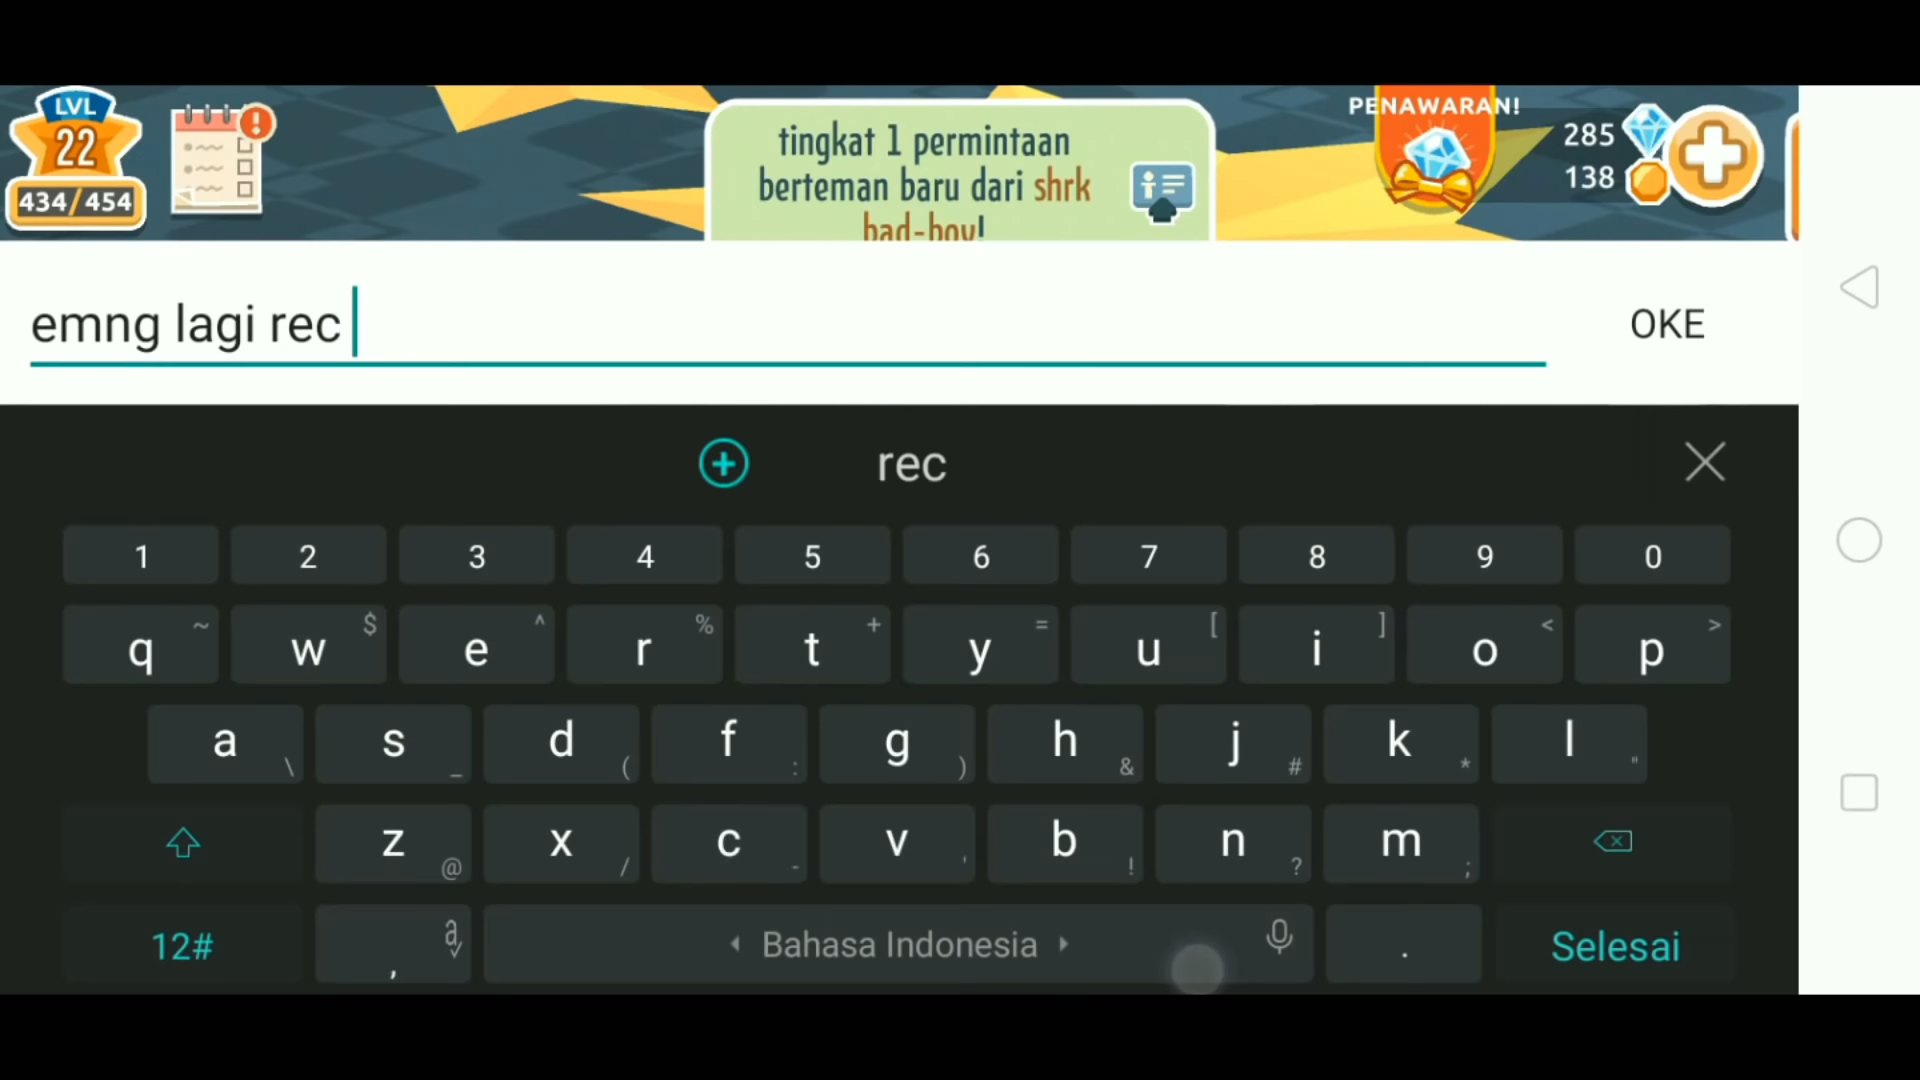 LVL
22
434/454
!
tingkat 1 permintaan
berteman baru dari shrk
bad-boy!
PENAWARAN!
285
138
emng lagi rec
OKE
rec
1 2 3 4 5 6 7 8 9 0
q ~ w $ e ^ r % t + y = u [ i ] o < p >
a \ s _ d ( f : g ) h & j # k * l "
z @ x / c - v ' b ! n ? m ;
12# , a Bahasa Indonesia . Selesai